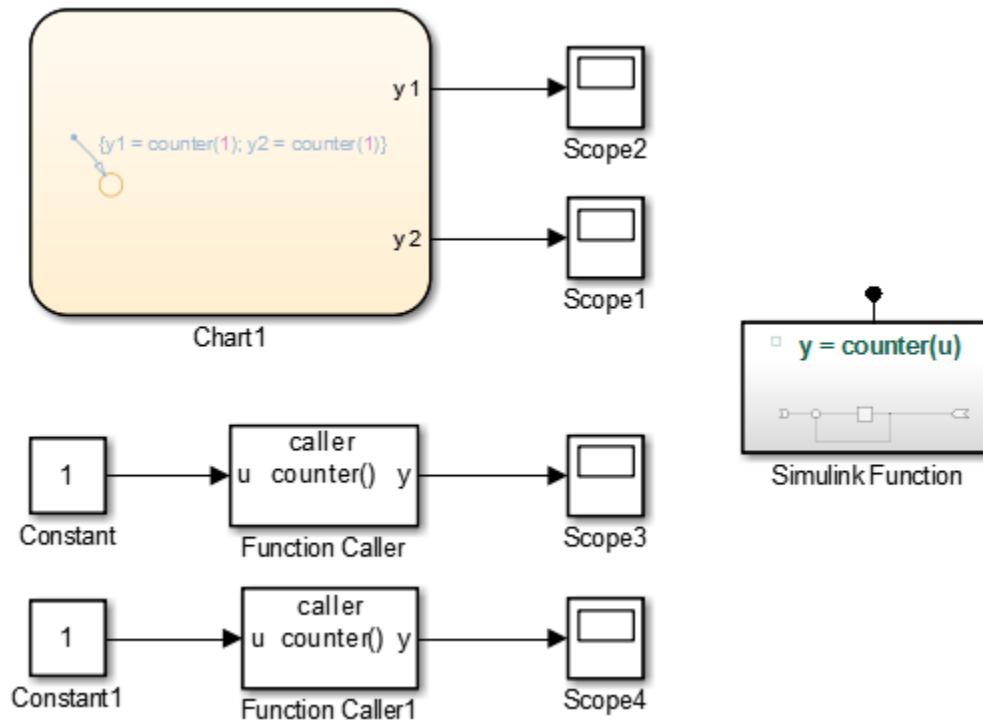 y1
{y1 = counter(1); y2 = counter(1)}
y2
Chart1
Scope2
Scope1
y = counter(u)
Simulink Function
1
Constant
caller
u counter() y
Function Caller
Scope3
1
Constant1
caller
u counter() y
Function Caller1
Scope4